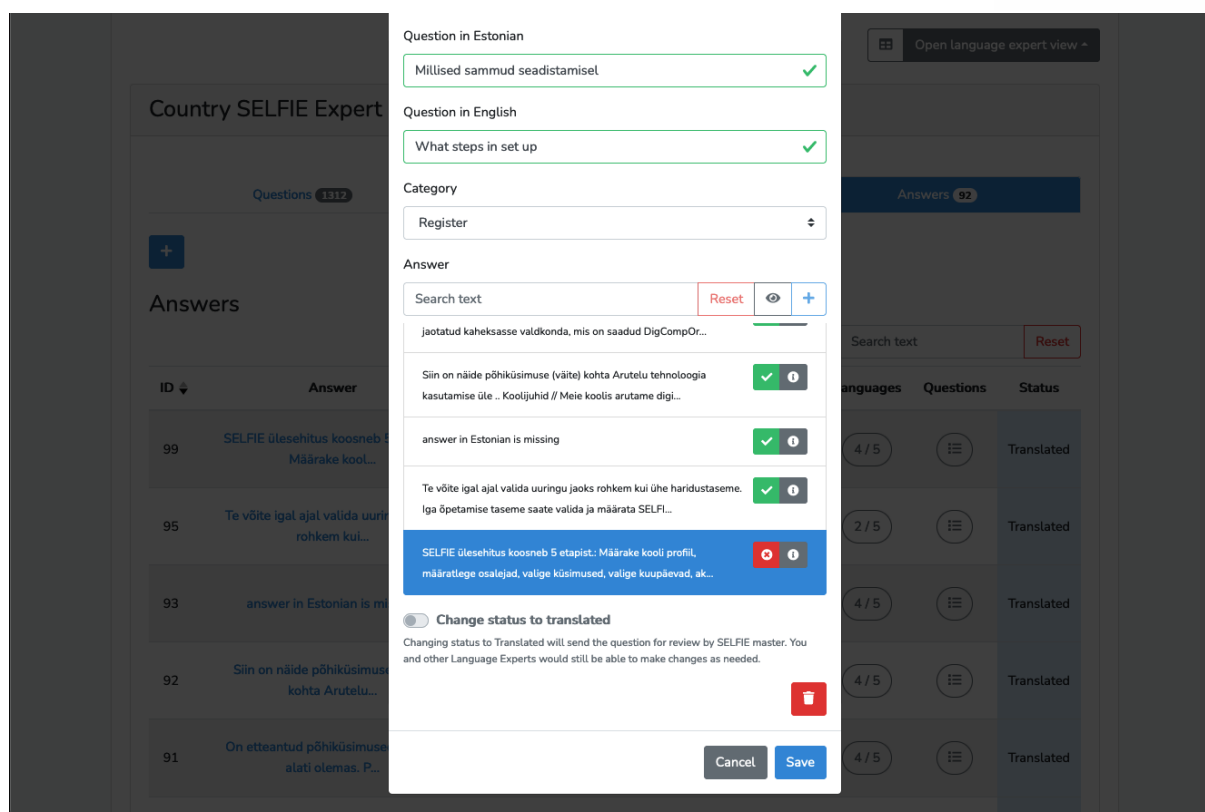 Question in Estonian
Millised sammud seadistamisel
Open language expert view
Country SELFIE Expert
Question in English
What steps in set up
Category
Questions 1312
Answers 92
Register
+
Answer
Answers
Search text Reset +
jaotatud kaheksasse valdkonda, mis on saadud DigCompOr...
Search text Reset
Siin on näide põhiküsimuse (väite) kohta Arutelu tehnoloogia
kasutamise üle .. Koolijuhid // Meie koolis arutame digi...
ID Answer anguages Questions Status
answer in Estonian is missing
99 SELFIE ülesehitus koosneb 5
Määrake kool...
4 / 5 Translated
Te võite igal ajal valida uuringu jaoks rohkem kui ühe haridustaseme.
Iga õpetamise taseme saate valida ja määrata SELFI...
95 Te võite igal ajal valida uurin
rohkem kui...
2 / 5 Translated
SELFIE ülesehitus koosneb 5 etapist.: Määrake kooli profiil,
määratlege osalejad, valige küsimused, valige kuupäevad, ak...
93 answer in Estonian is mi
4 / 5 Translated
Change status to translated
Changing status to Translated will send the question for review by SELFIE master. You
and other Language Experts would still be able to make changes as needed.
92 Siin on näide põhiküsimuse
kohta Arutelu...
4 / 5 Translated
91 On etteantud põhiküsimuse
alati olemas. P...
4 / 5 Translated
Cancel Save